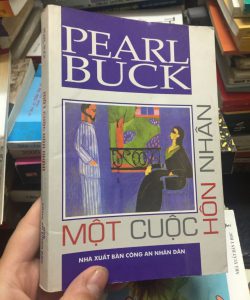 PEARL
BUCK
MỘT CUỘC HÔN NHÂN
NHÀ XUẤT BẢN CÔNG AN NHÂN DÂN